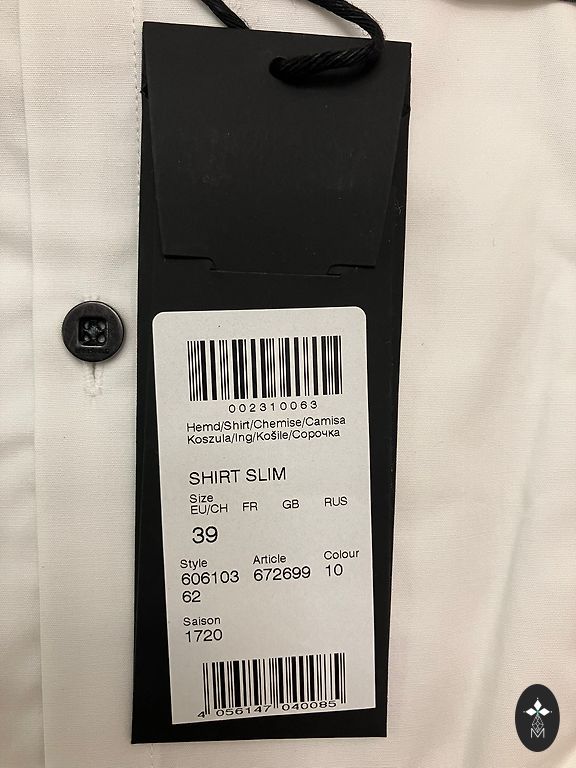 002310063
Hemd/Shirt/Chemise/Camisa
Koszula/Ing/Košile/Сорочка
SHIRT SLIM
Size
EU/CH FR GB RUS
39
Style Article Colour
606103 672699 10
62
Saison
1720
4 056147 040085